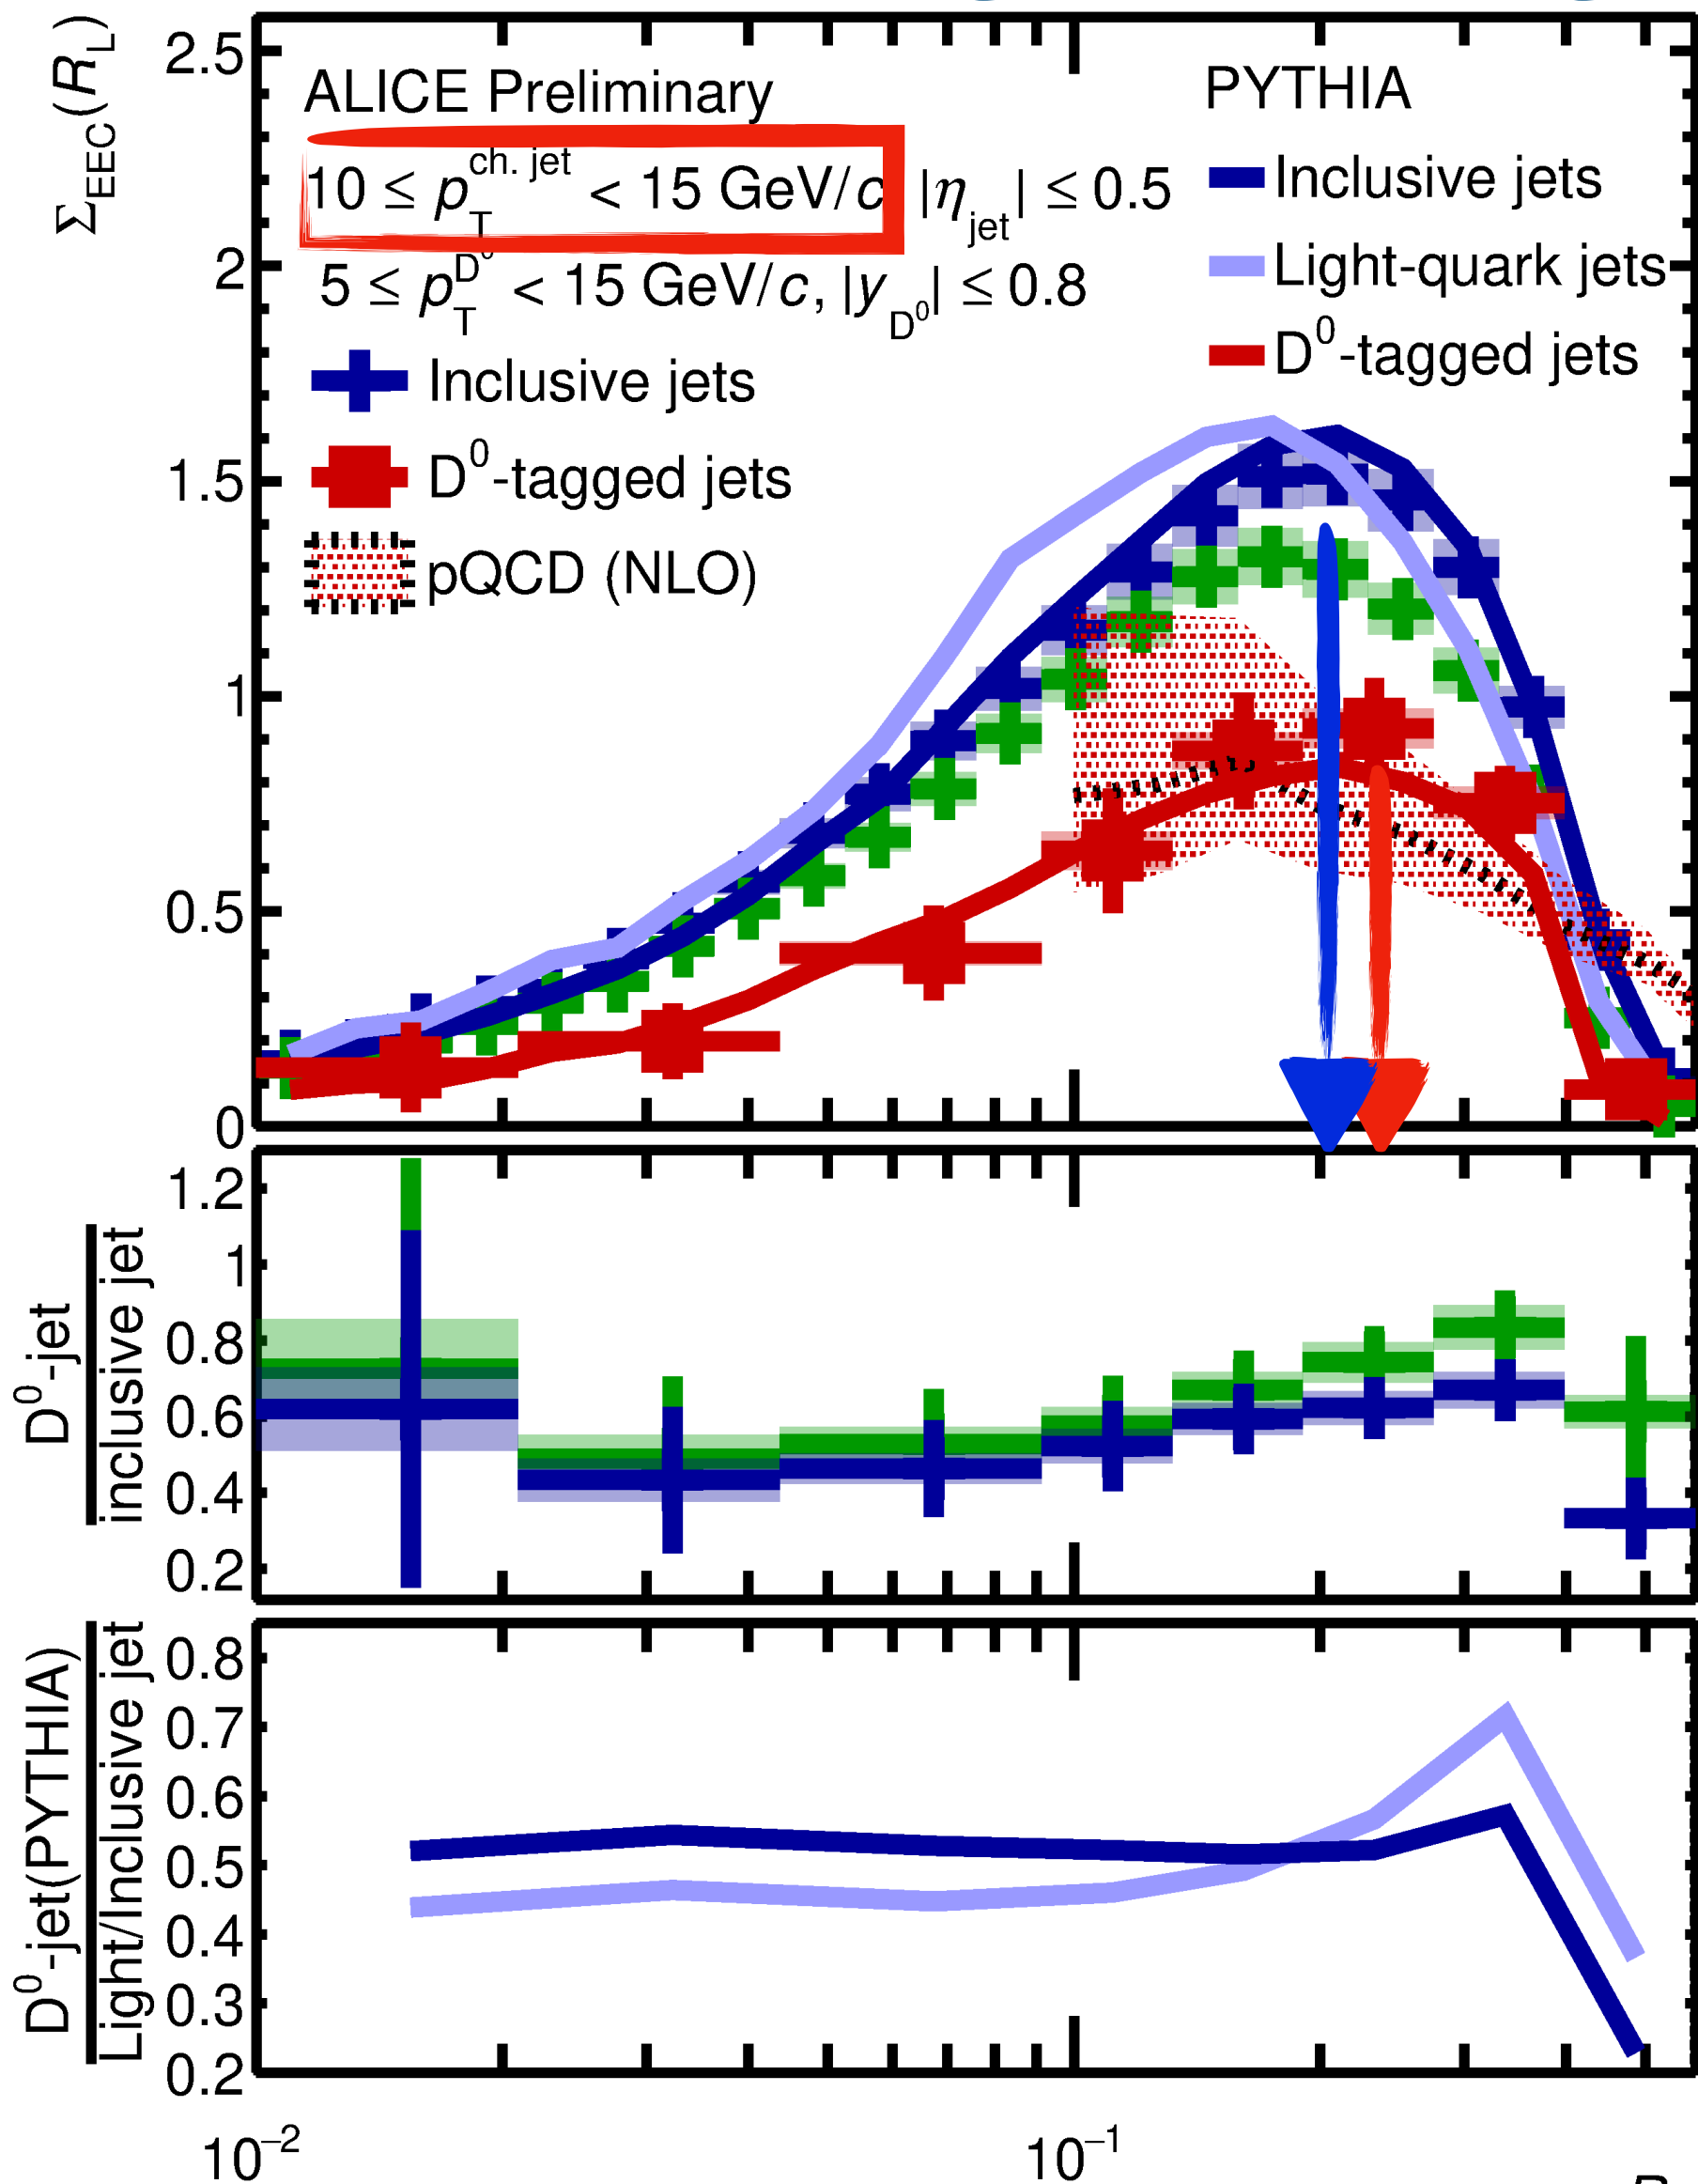 Σ_EEC(R_L)
2.5
2
1.5
1
0.5
0
ALICE Preliminary
10 ≤ p_T^ch. jet < 15 GeV/c |η_jet| ≤ 0.5
5 ≤ p_T^D⁰ < 15 GeV/c, |y_D⁰| ≤ 0.8
Inclusive jets
D⁰-tagged jets
pQCD (NLO)
PYTHIA
Inclusive jets
Light-quark jets
D⁰-tagged jets
D⁰-jet
inclusive jet
1.2
1
0.8
0.6
0.4
0.2
D⁰-jet(PYTHIA)
Light/Inclusive jet
0.8
0.7
0.6
0.5
0.4
0.3
0.2
10⁻²
10⁻¹